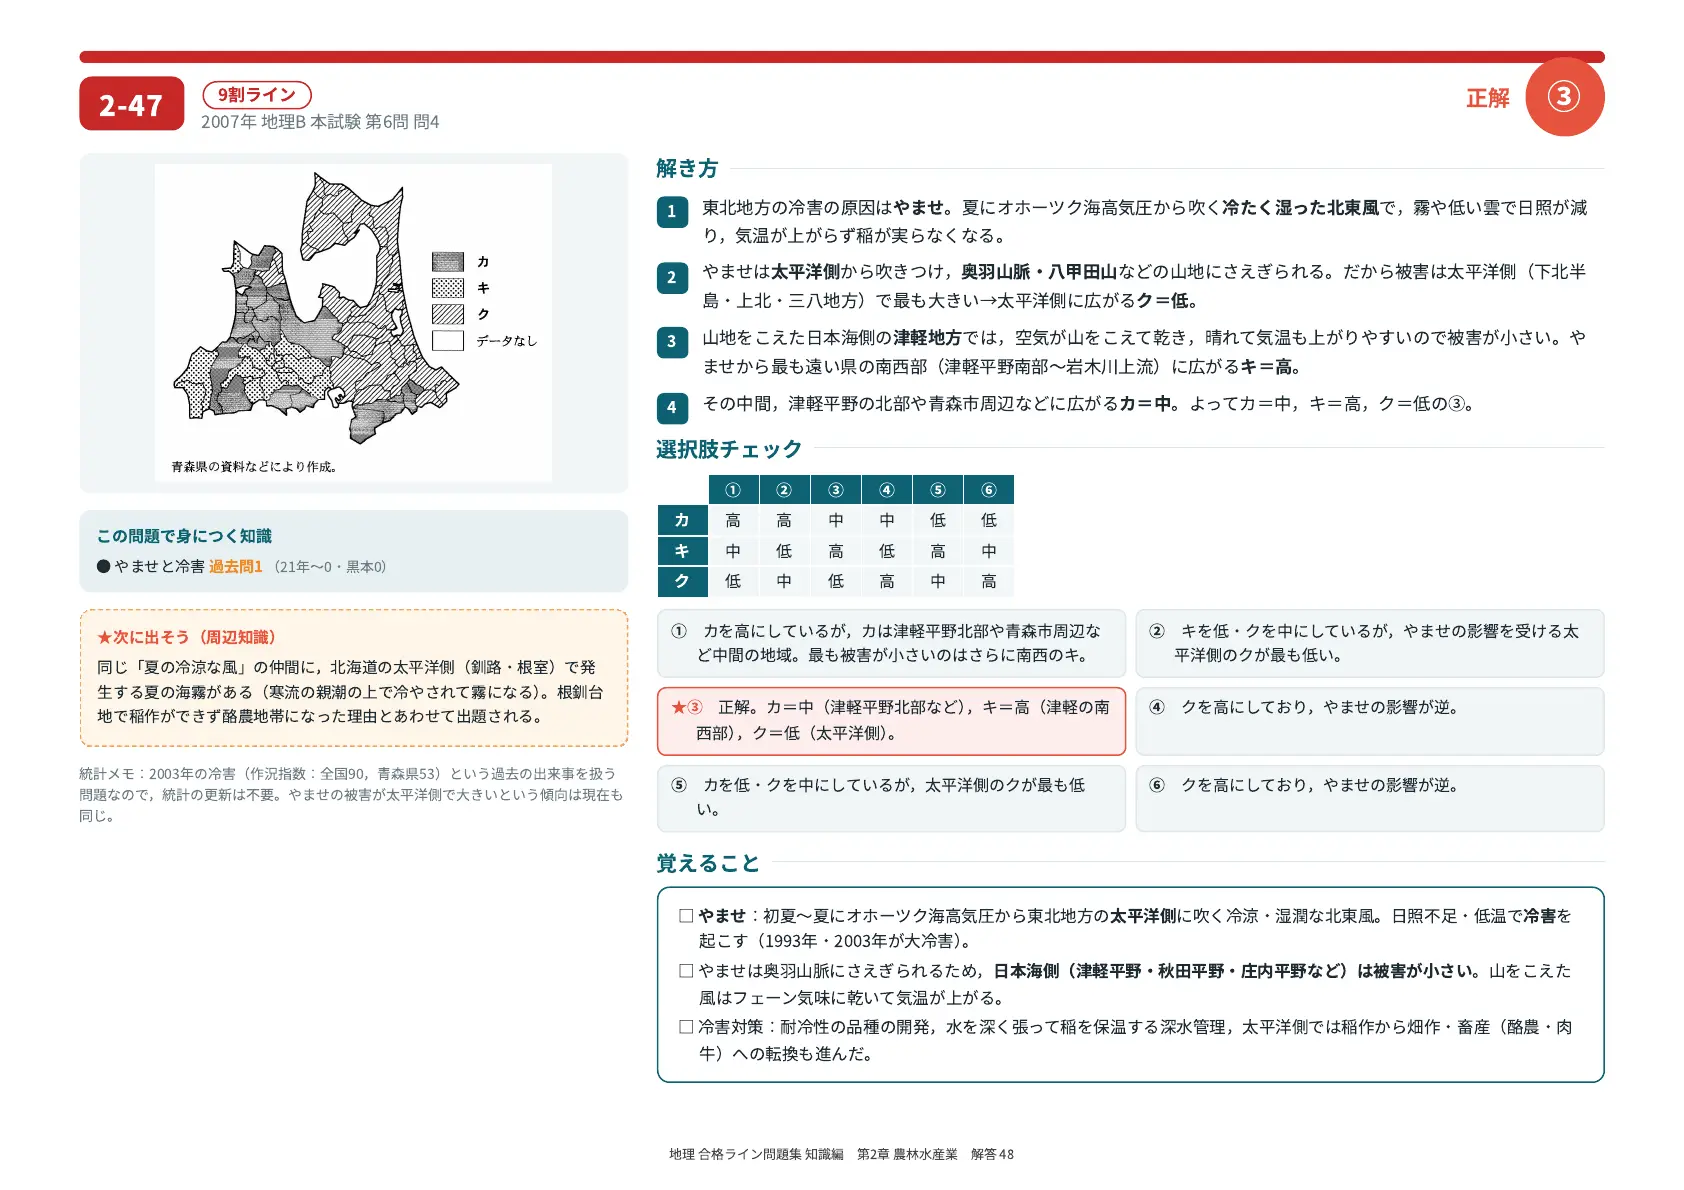 2-47
9割ライン
2007年 地理B 本試験 第6問 問4
正解 ③
カ
キ
ク
データなし
青森県の資料などにより作成。
この問題で身につく知識
● やませと冷害 過去問1 （21年〜0・黒本0）
★次に出そう（周辺知識）
同じ「夏の冷涼な風」の仲間に，北海道の太平洋側（釧路・根室）で発
生する夏の海霧がある（寒流の親潮の上で冷やされて霧になる）。根釧台
地で稲作ができず酪農地帯になった理由とあわせて出題される。
統計メモ：2003年の冷害（作況指数：全国90，青森県53）という過去の出来事を扱う
問題なので，統計の更新は不要。やませの被害が太平洋側で大きいという傾向は現在も
同じ。
解き方
1 東北地方の冷害の原因はやませ。夏にオホーツク海高気圧から吹く冷たく湿った北東風で，霧や低い雲で日照が減
り，気温が上がらず稲が実らなくなる。
2 やませは太平洋側から吹きつけ，奥羽山脈・八甲田山などの山地にさえぎられる。だから被害は太平洋側（下北半
島・上北・三八地方）で最も大きい→太平洋側に広がるク＝低。
3 山地をこえた日本海側の津軽地方では，空気が山をこえて乾き，晴れて気温も上がりやすいので被害が小さい。や
ませから最も遠い県の南西部（津軽平野南部〜岩木川上流）に広がるキ＝高。
4 その中間，津軽平野の北部や青森市周辺などに広がるカ＝中。よってカ＝中，キ＝高，ク＝低の③。
選択肢チェック
① ② ③ ④ ⑤ ⑥
カ 高 高 中 中 低 低
キ 中 低 高 低 高 中
ク 低 中 低 高 中 高
① カを高にしているが，カは津軽平野北部や青森市周辺な
ど中間の地域。最も被害が小さいのはさらに南西のキ。
② キを低・クを中にしているが，やませの影響を受ける太
平洋側のクが最も低い。
★③ 正解。カ＝中（津軽平野北部など），キ＝高（津軽の南
西部），ク＝低（太平洋側）。
④ クを高にしており，やませの影響が逆。
⑤ カを低・クを中にしているが，太平洋側のクが最も低
い。
⑥ クを高にしており，やませの影響が逆。
覚えること
□ やませ：初夏〜夏にオホーツク海高気圧から東北地方の太平洋側に吹く冷涼・湿潤な北東風。日照不足・低温で冷害を
起こす（1993年・2003年が大冷害）。
□ やませは奥羽山脈にさえぎられるため，日本海側（津軽平野・秋田平野・庄内平野など）は被害が小さい。山をこえた
風はフェーン気味に乾いて気温が上がる。
□ 冷害対策：耐冷性の品種の開発，水を深く張って稲を保温する深水管理，太平洋側では稲作から畑作・畜産（酪農・肉
牛）への転換も進んだ。
地理 合格ライン問題集 知識編 第2章 農林水産業 解答 48